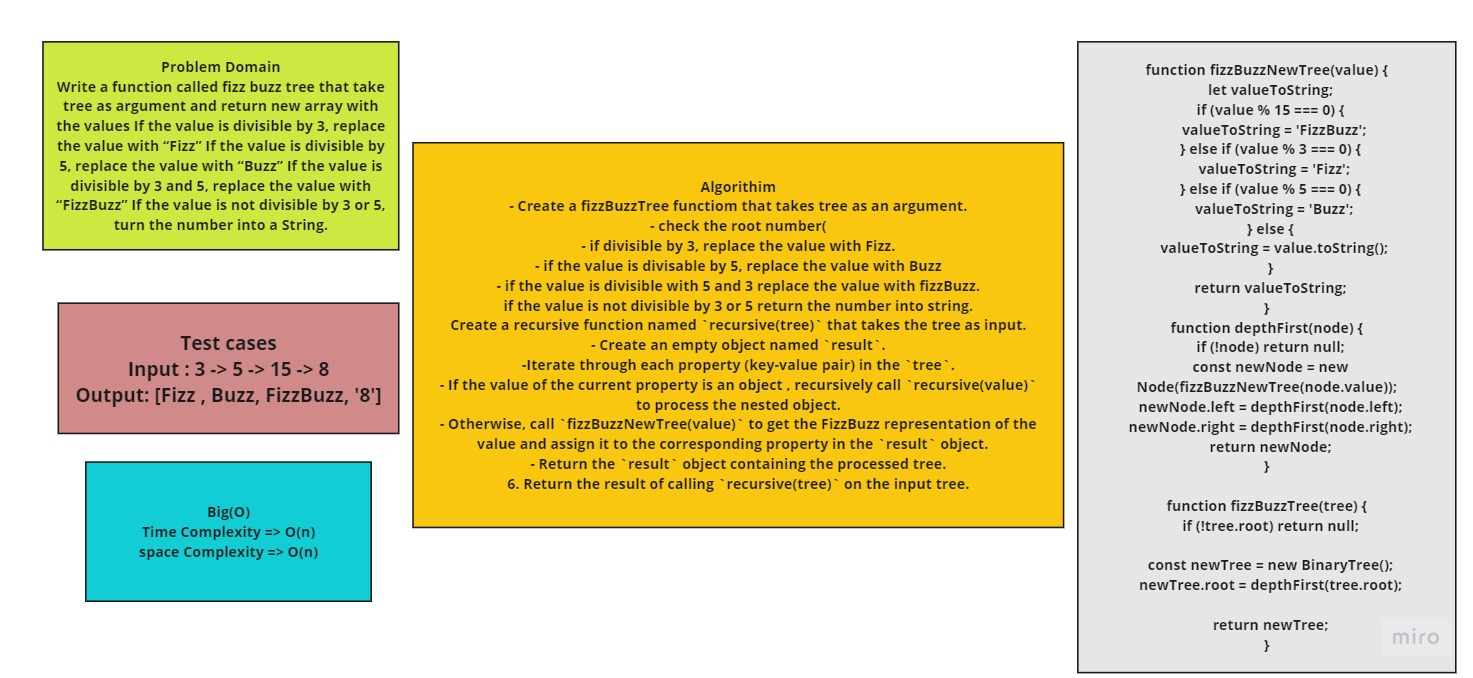 Problem Domain
Write a function called fizz buzz tree that take
tree as argument and return new array with
the values If the value is divisible by 3, replace
the value with “Fizz” If the value is divisible by
5, replace the value with “Buzz” If the value is
divisible by 3 and 5, replace the value with
“FizzBuzz” If the value is not divisible by 3 or 5,
turn the number into a String.
Test cases
Input : 3 -> 5 -> 15 -> 8
Output: [Fizz , Buzz, FizzBuzz, '8']
Big(O)
Time Complexity => O(n)
space Complexity => O(n)
Algorithim
- Create a fizzBuzzTree functiom that takes tree as an argument.
- check the root number(
- if divisible by 3, replace the value with Fizz.
- if the value is divisable by 5, replace the value with Buzz
- if the value is divisible with 5 and 3 replace the value with fizzBuzz.
if the value is not divisible by 3 or 5 return the number into string.
Create a recursive function named `recursive(tree)` that takes the tree as input.
- Create an empty object named `result`.
-Iterate through each property (key-value pair) in the `tree`.
- If the value of the current property is an object , recursively call `recursive(value)`
to process the nested object.
- Otherwise, call `fizzBuzzNewTree(value)` to get the FizzBuzz representation of the
value and assign it to the corresponding property in the `result` object.
- Return the `result` object containing the processed tree.
6. Return the result of calling `recursive(tree)` on the input tree.
function fizzBuzzNewTree(value) {
let valueToString;
if (value % 15 === 0) {
valueToString = 'FizzBuzz';
} else if (value % 3 === 0) {
valueToString = 'Fizz';
} else if (value % 5 === 0) {
valueToString = 'Buzz';
} else {
valueToString = value.toString();
}
return valueToString;
}
function depthFirst(node) {
if (!node) return null;
const newNode = new
Node(fizzBuzzNewTree(node.value));
newNode.left = depthFirst(node.left);
newNode.right = depthFirst(node.right);
return newNode;
}
function fizzBuzzTree(tree) {
if (!tree.root) return null;
const newTree = new BinaryTree();
newTree.root = depthFirst(tree.root);
return newTree;
}
miro